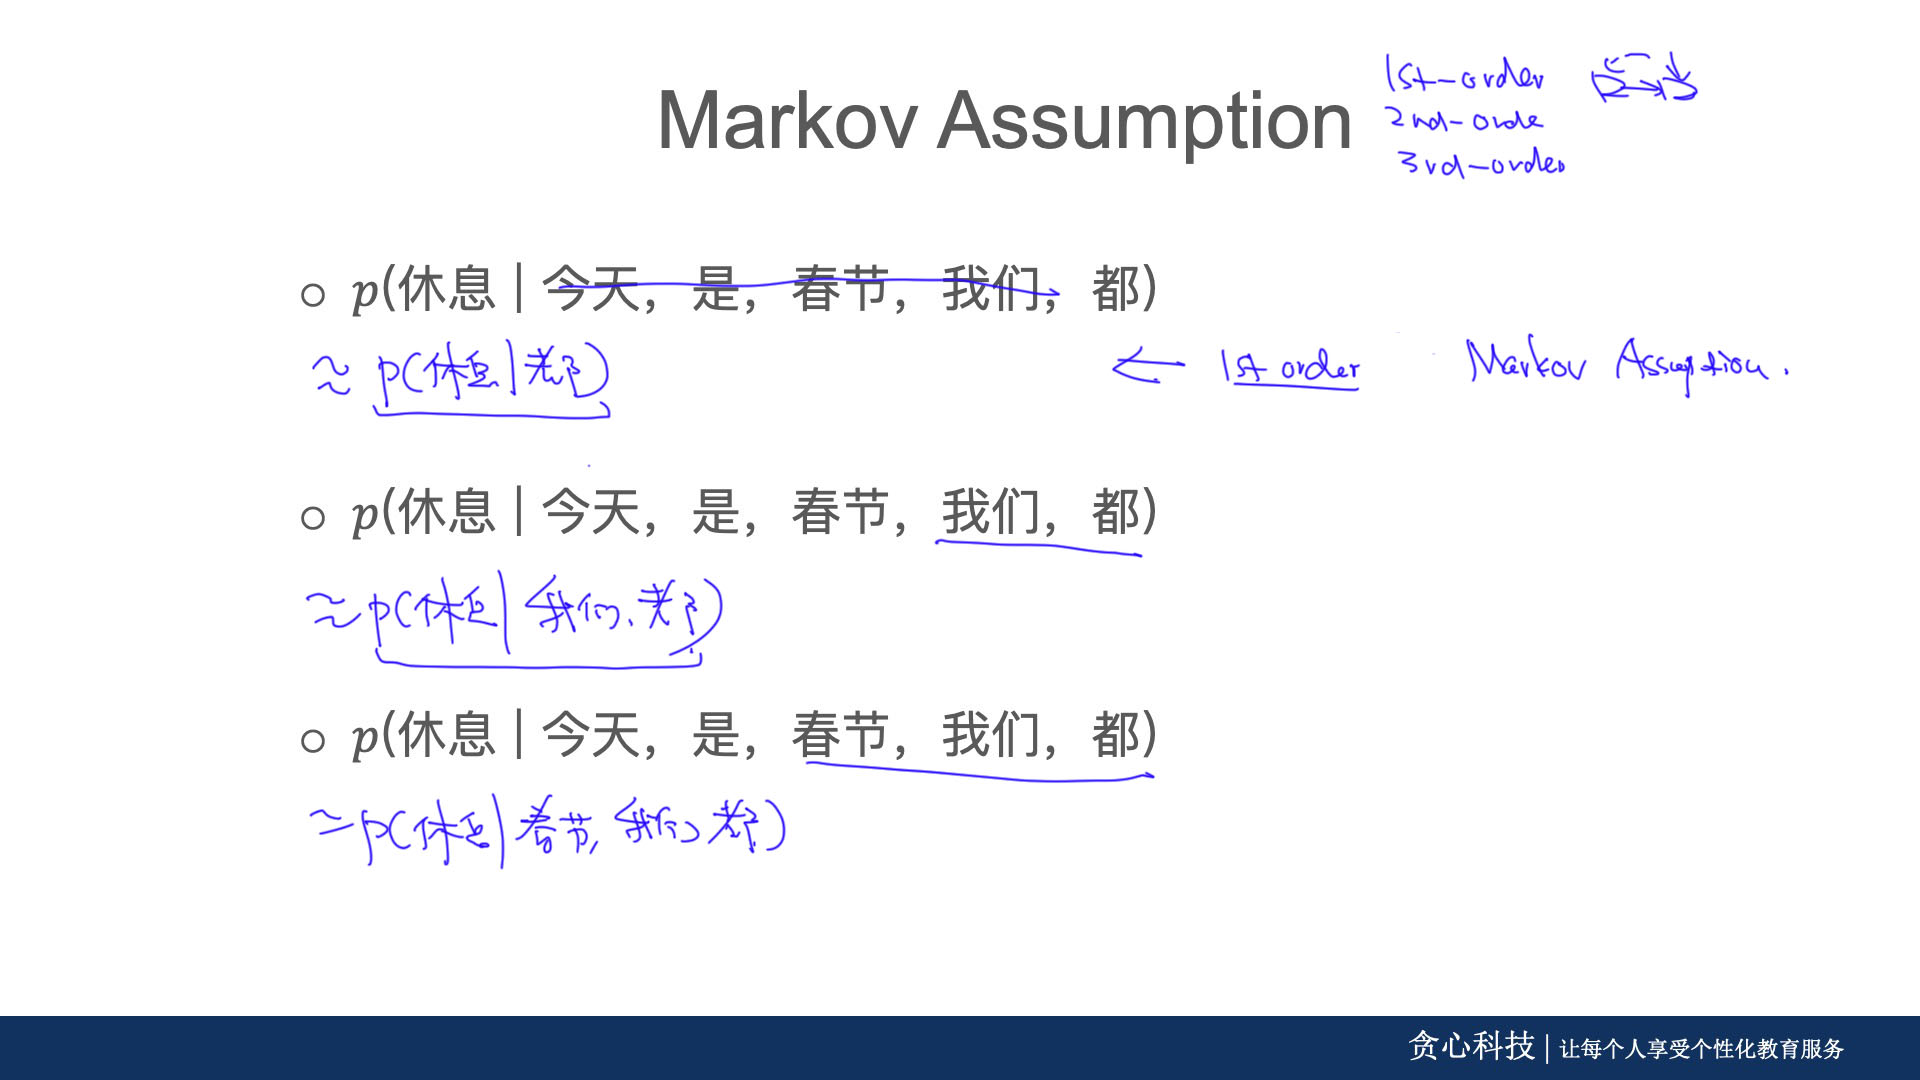 Markov Assumption
1st-order
2nd-orde
3rd-order
p(休息 | 今天，是，春节，我们，都)
≈ p(休息|都)
← 1st order Markov Assumption.
p(休息 | 今天，是，春节，我们，都)
≈ p(休息|我们、都)
p(休息 | 今天，是，春节，我们，都)
≈ p(休息|春节, 我们, 都)
贪心科技 | 让每个人享受个性化教育服务